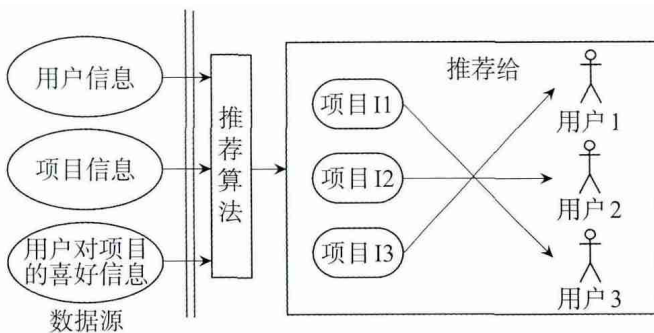 用户信息
项目信息
用户对项目
的喜好信息
数据源
推荐算法
推荐给
项目I1
项目I2
项目I3
用户1
用户2
用户3